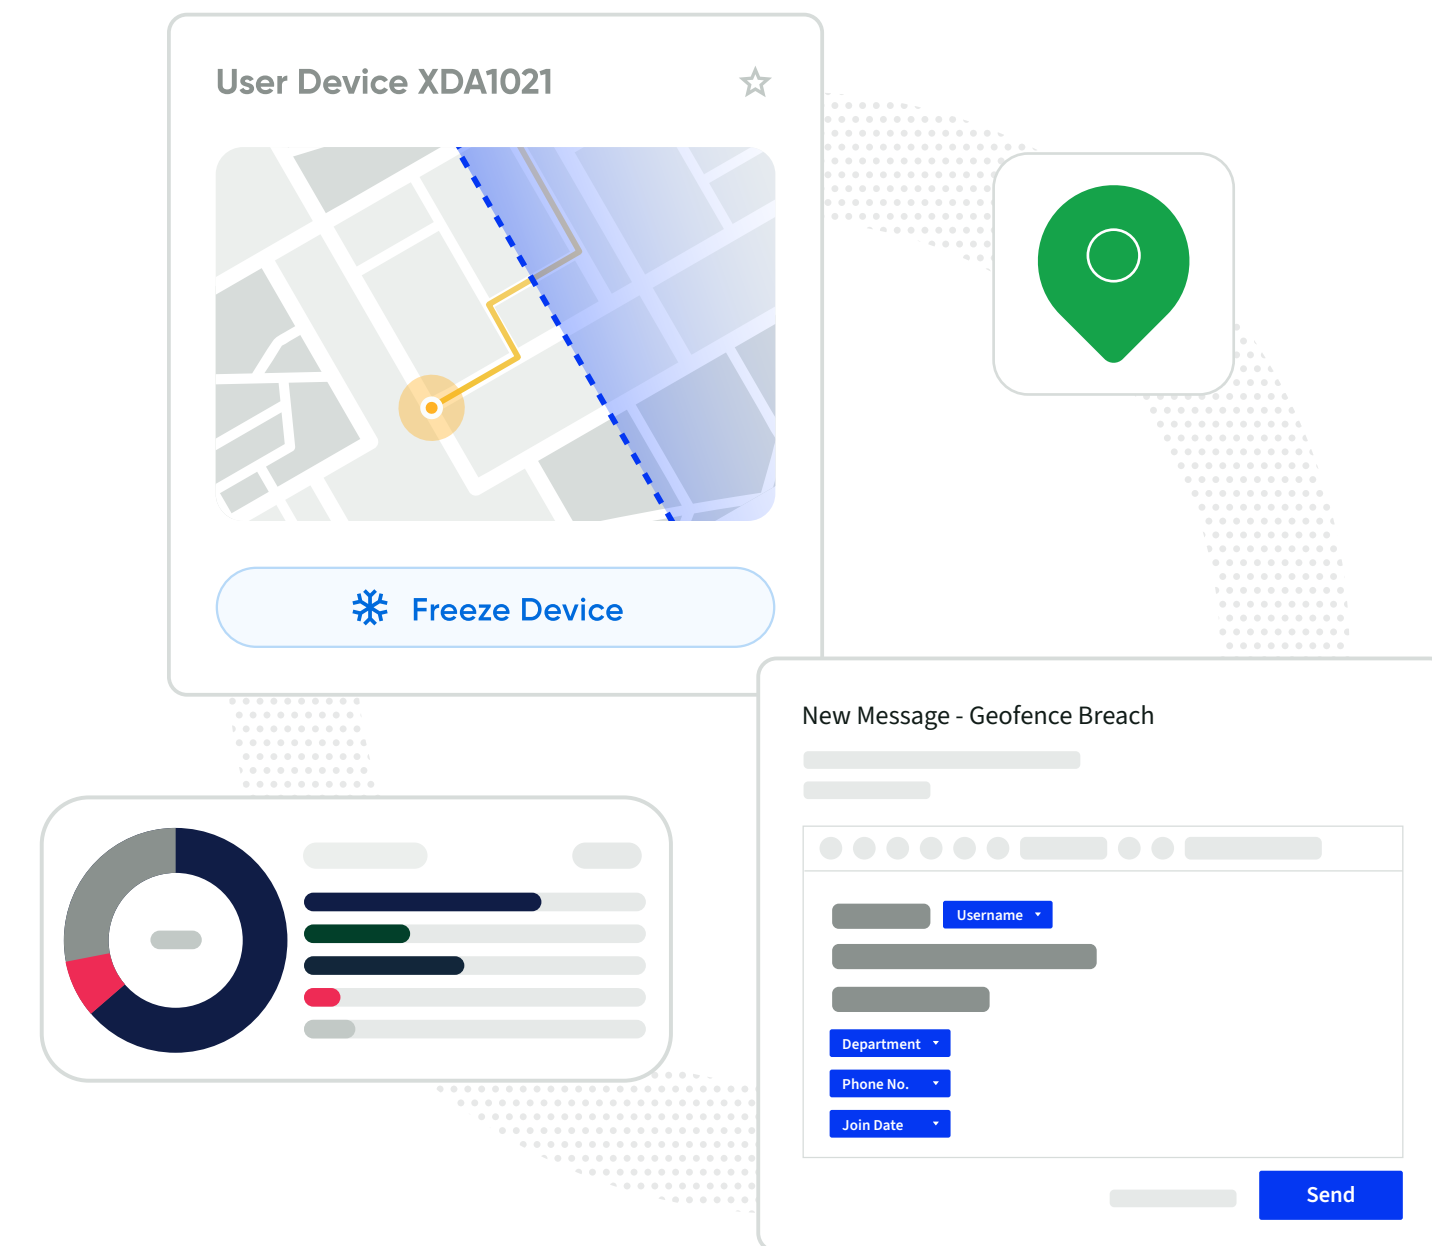 User Device XDA1021
Freeze Device
New Message - Geofence Breach
Username
Department
Phone No.
Join Date
Send